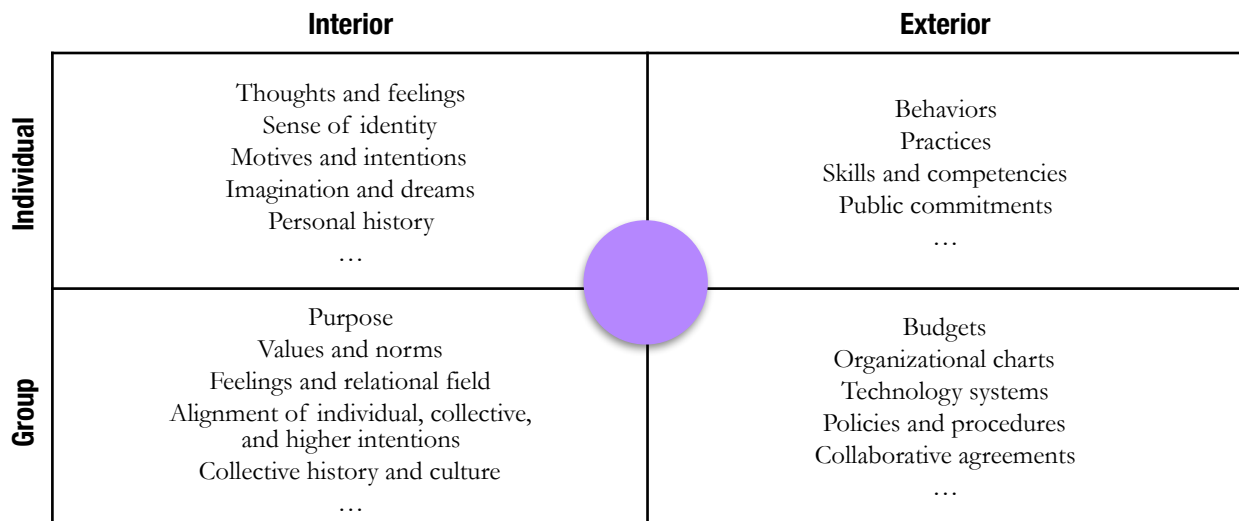 Interior
Exterior
Individual
Thoughts and feelings
Sense of identity
Motives and intentions
Imagination and dreams
Personal history
…
Behaviors
Practices
Skills and competencies
Public commitments
…
Group
Purpose
Values and norms
Feelings and relational field
Alignment of individual, collective,
and higher intentions
Collective history and culture
…
Budgets
Organizational charts
Technology systems
Policies and procedures
Collaborative agreements
…